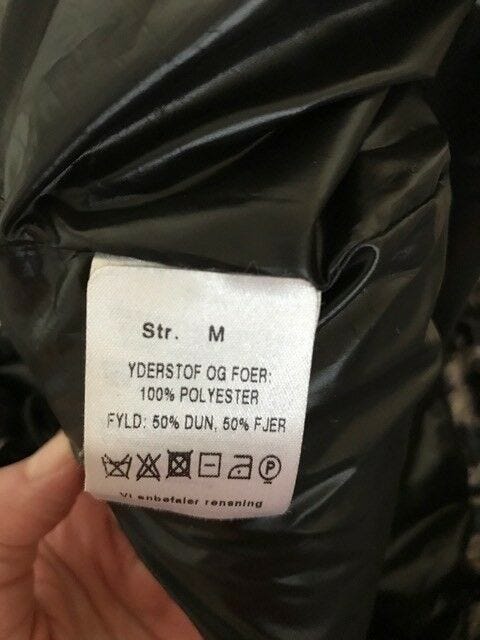 Str. M
YDERSTOF OG FOER:
100% POLYESTER
FYLD: 50% DUN, 50% FJER
P
Vi anbefaler rensning